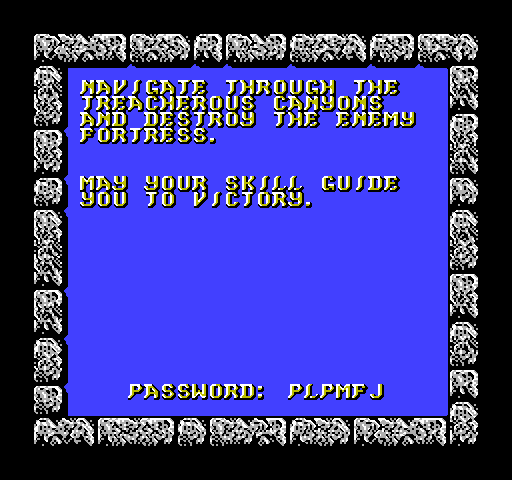 NAVIGATE THROUGH THE
TREACHEROUS CANYONS
AND DESTROY THE ENEMY
FORTRESS.
MAY YOUR SKILL GUIDE
YOU TO VICTORY.
PASSWORD: PLPMFJ